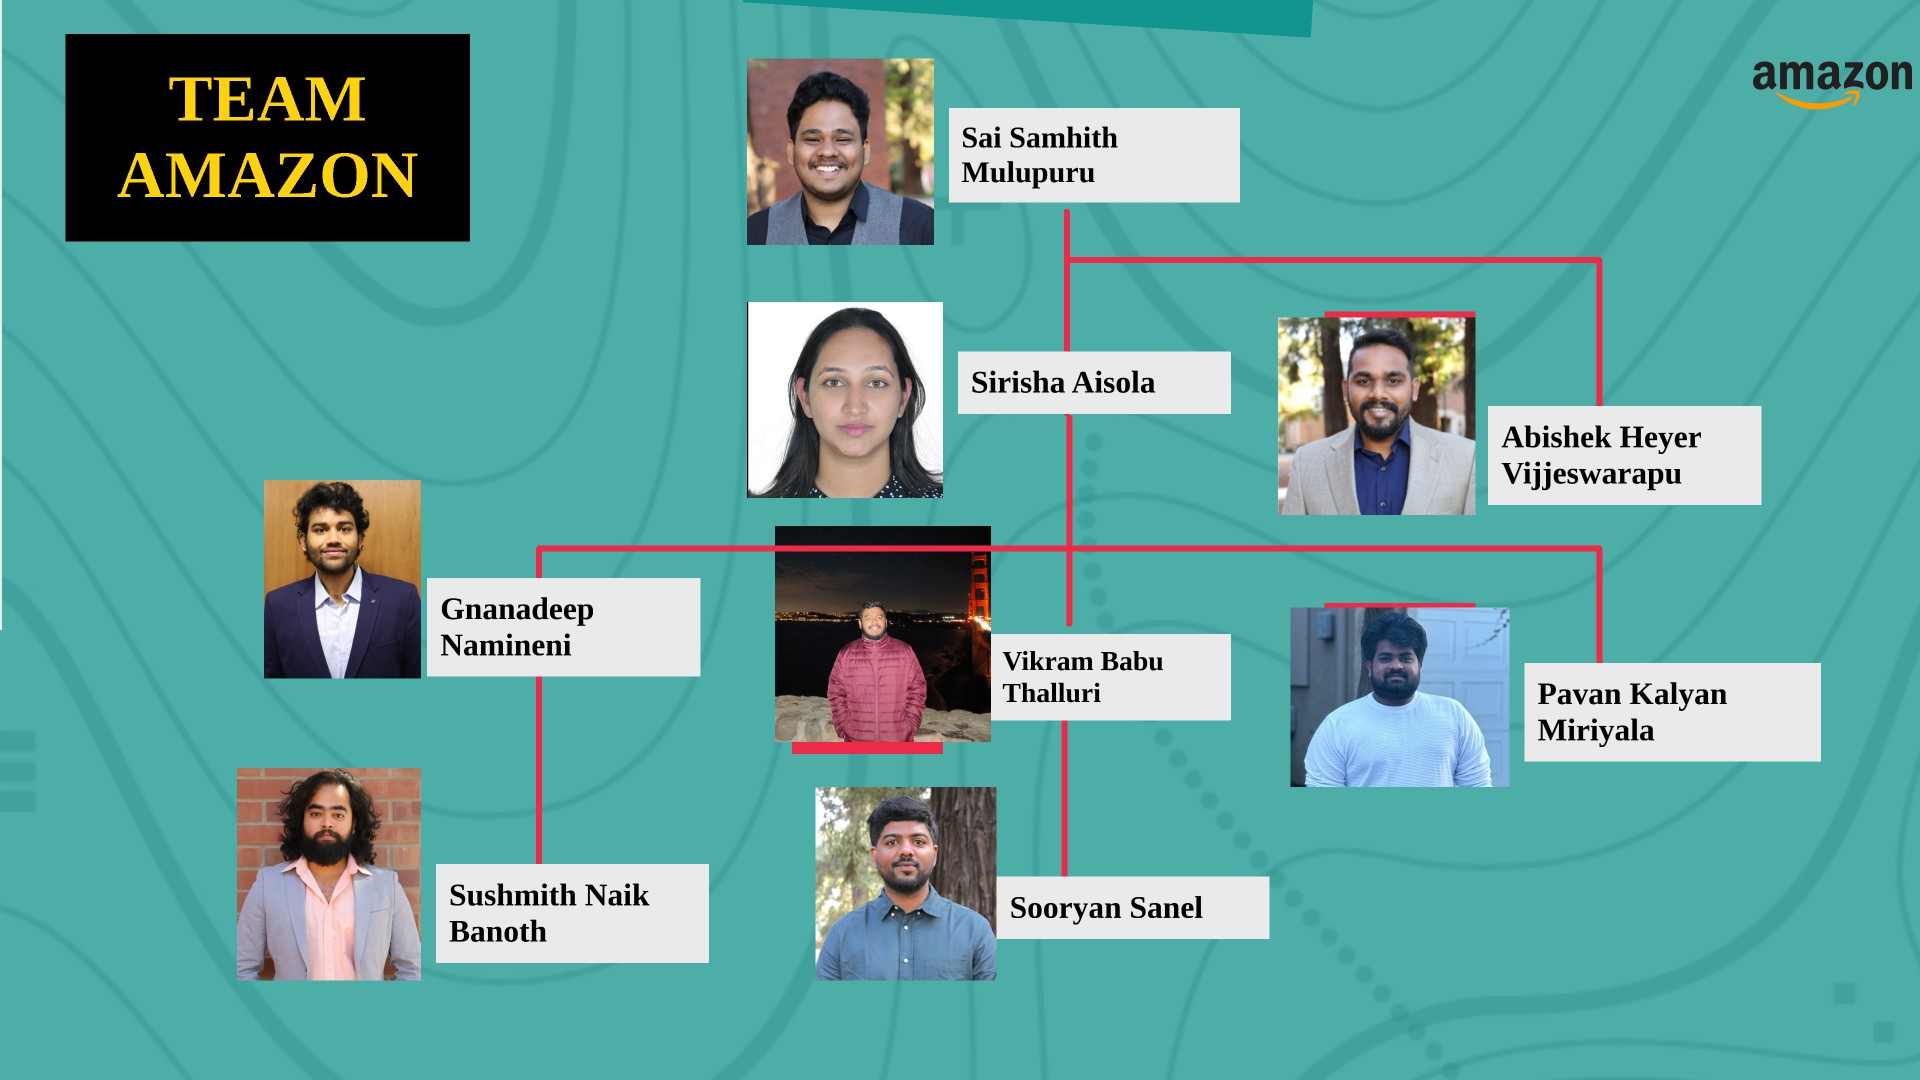 TEAM
AMAZON
amazon
Sai Samhith
Mulupuru
Sirisha Aisola
Abishek Heyer
Vijjeswarapu
Gnanadeep
Namineni
Vikram Babu
Thalluri
Pavan Kalyan
Miriyala
Sushmith Naik
Banoth
Sooryan Sanel